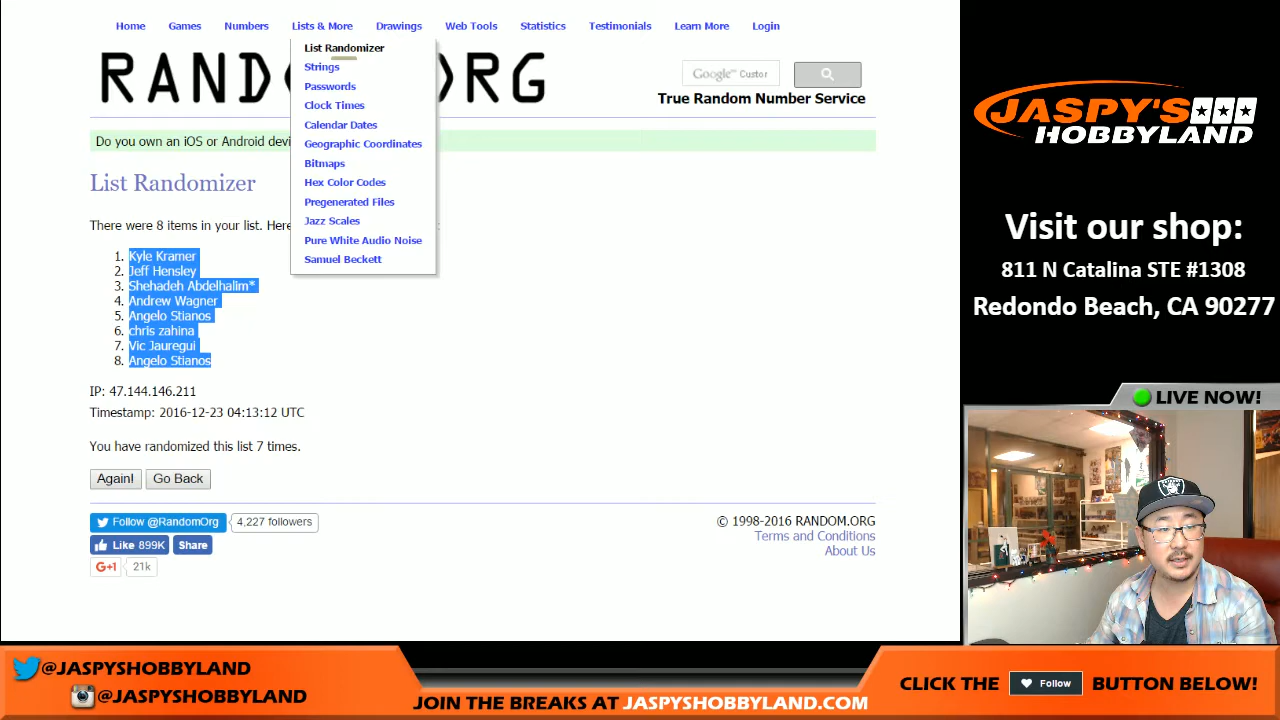 Home Games Numbers Lists & More Drawings Web Tools Statistics Testimonials Learn More Login
List Randomizer
Strings
Passwords
Clock Times
Calendar Dates
Geographic Coordinates
Bitmaps
Hex Color Codes
Pregenerated Files
Jazz Scales
Pure White Audio Noise
Samuel Beckett
RAND RG
Google™ Custor
True Random Number Service
Do you own an iOS or Android devi
List Randomizer
There were 8 items in your list. Here
1. Kyle Kramer
2. Jeff Hensley
3. Shehadeh Abdelhalim*
4. Andrew Wagner
5. Angelo Stianos
6. chris zahina
7. Vic Jauregui
8. Angelo Stianos
IP: 47.144.146.211
Timestamp: 2016-12-23 04:13:12 UTC
You have randomized this list 7 times.
Again! Go Back
Follow @RandomOrg 4,227 followers
Like 899K Share
G+1 21k
© 1998-2016 RANDOM.ORG
Terms and Conditions
About Us
JASPY'S
HOBBYLAND
Visit our shop:
811 N Catalina STE #1308
Redondo Beach, CA 90277
LIVE NOW!
@JASPYSHOBBYLAND
@JASPYSHOBBYLAND
JOIN THE BREAKS AT JASPYSHOBBYLAND.COM
CLICK THE Follow BUTTON BELOW!